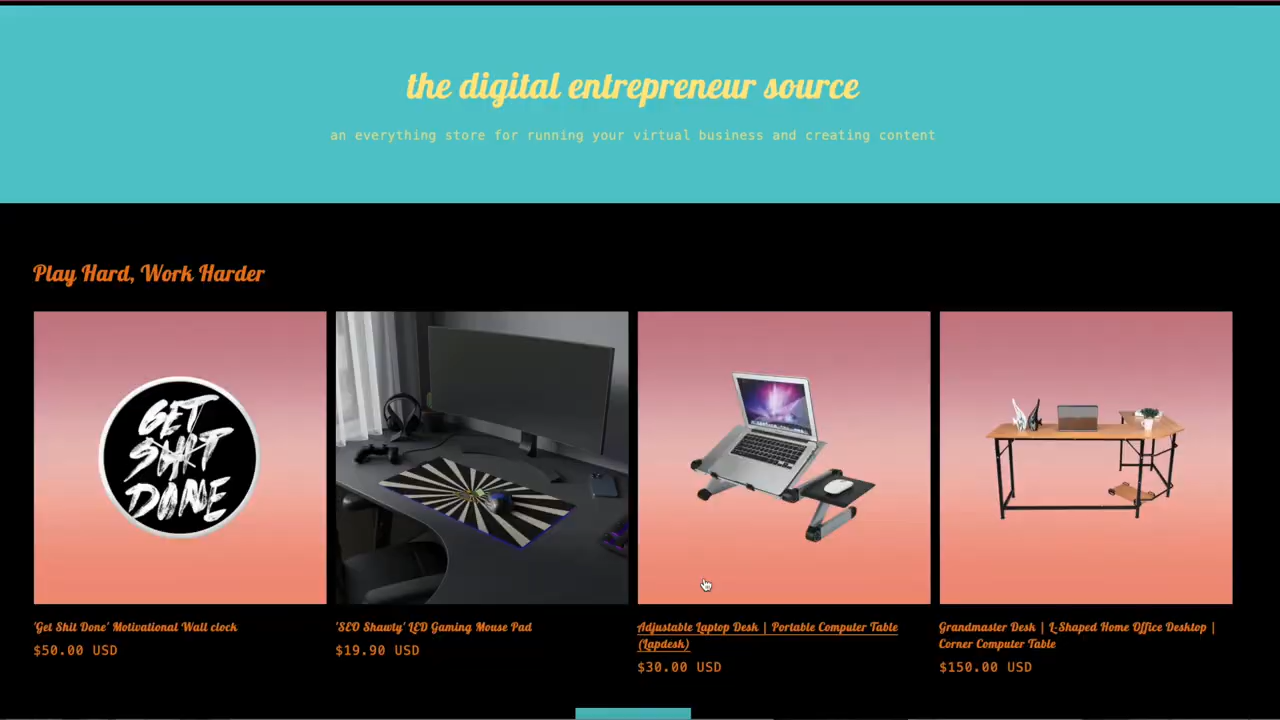 the digital entrepreneur source
an everything store for running your virtual business and creating content
Play Hard, Work Harder
GET
SHIT
DONE
'Get Shit Done' Motivational Wall clock
$50.00 USD
'SEO Shawty' LED Gaming Mouse Pad
$19.90 USD
Adjustable Laptop Desk | Portable Computer Table
(Lapdesk)
$30.00 USD
Grandmaster Desk | L-Shaped Home Office Desktop |
Corner Computer Table
$150.00 USD